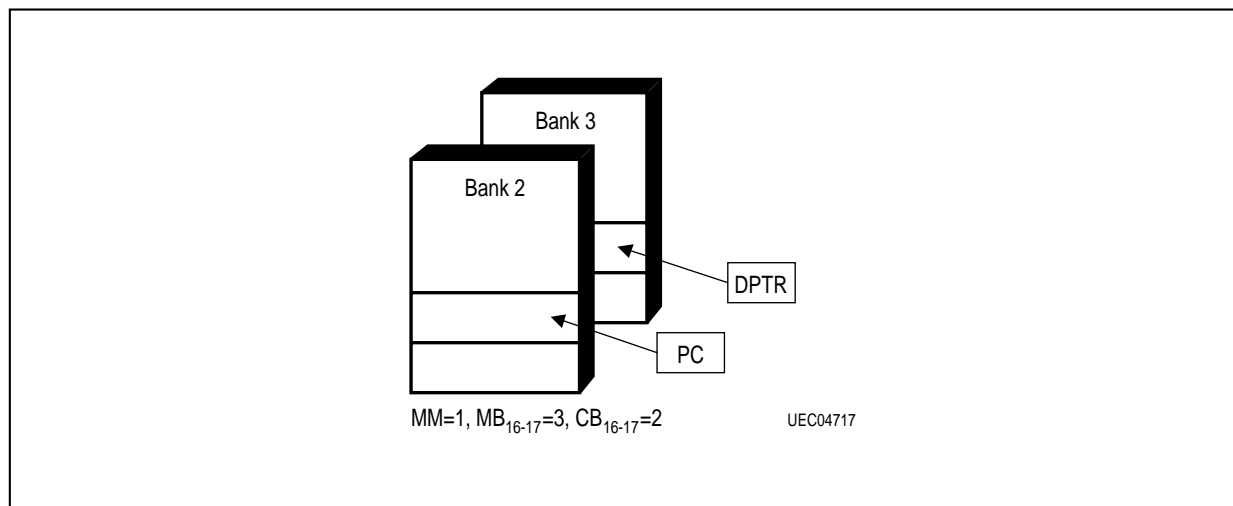 Bank 3
Bank 2
DPTR
PC
MM=1, MB16-17=3, CB16-17=2
UEC04717